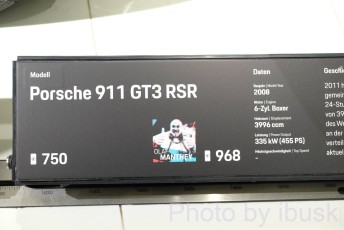 Modell
Porsche 911 GT3 RSR
750
OLAF
MANTHEY
968
Daten
Baujahr | Model Year
2008
Motor | Engine
6-Zyl. Boxer
Hubraum | Displacement
3996 ccm
Leistung | Power Output
335 kW (455 PS)
Höchstgeschwindigkeit | Top Speed
–
2011 h
gemein
24-Stu
von 39
des We
an der
verteil
aktuel
Photo by ibusk